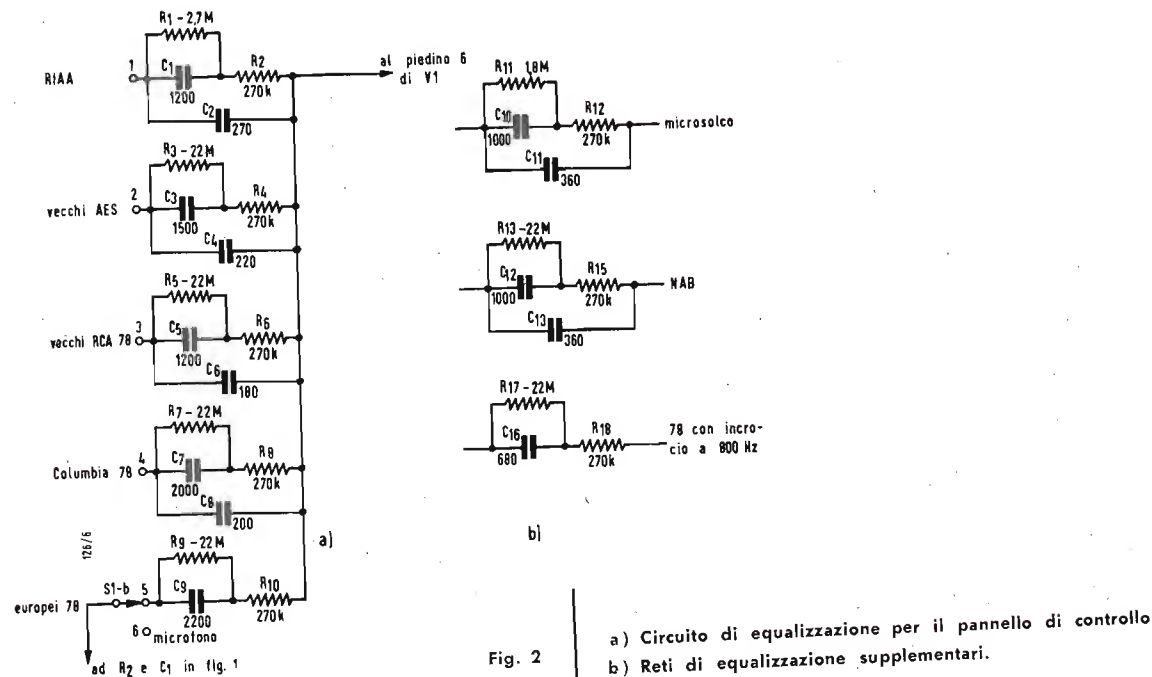 R1-2,7M
RIAA
1
C1
1200
R2
270k
C2
270
al piedino 6
di V1
R3-22M
vecchi AES
2
C3
1500
R4
270k
C4
220
R5-22M
vecchi RCA 78
3
C5
1200
R6
270k
C6
180
R7-22M
Columbia 78
4
C7
2000
R8
270k
C8
200
a)
126/6
R9-22M
europei 78
S1-b
5
C9
2200
R10
270k
6
microfono
ad R2 e C1 in fig. 1
R11 1,8M
C10
1000
R12
270k
microsolco
C11
360
R13-22M
C12
1000
R15
270k
NAB
C13
360
R17-22M
C16
680
R18
270k
78 con incro-
cio a 800 Hz
b)
Fig. 2
a) Circuito di equalizzazione per il pannello di controllo
b) Reti di equalizzazione supplementari.